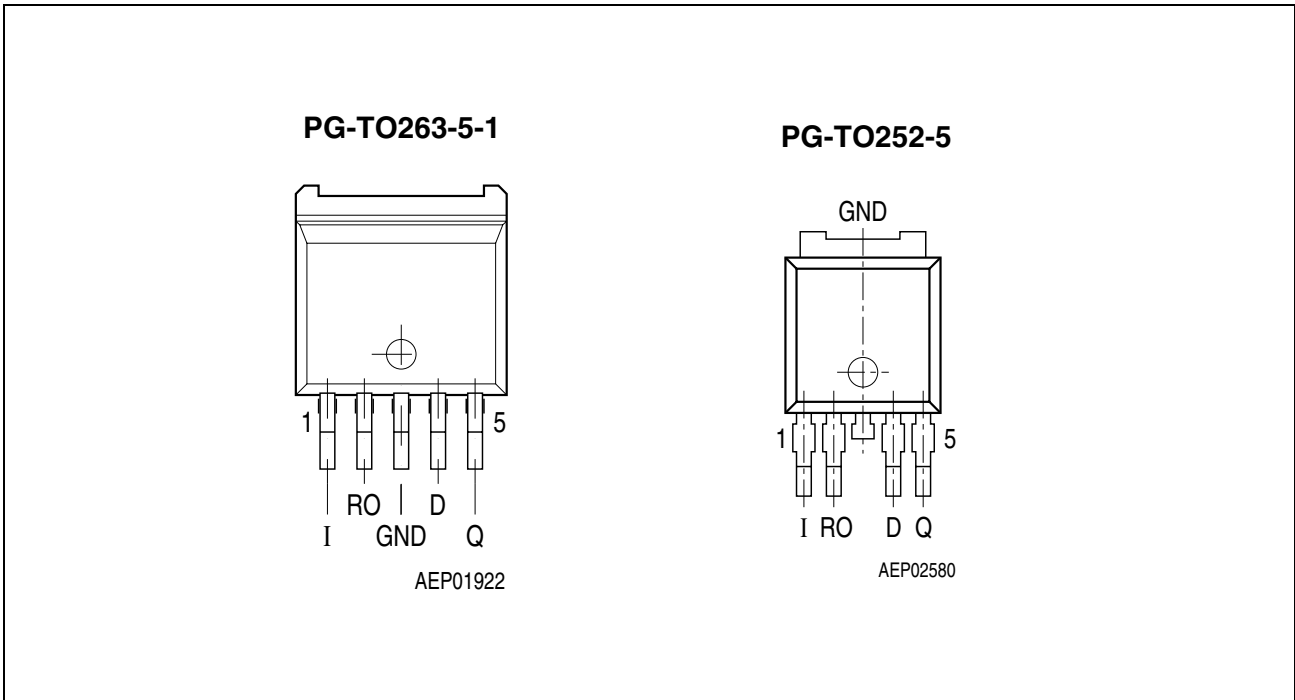 PG-TO263-5-1
1 5
RO D
I GND Q
AEP01922
PG-TO252-5
GND
1 5
I RO D Q
AEP02580